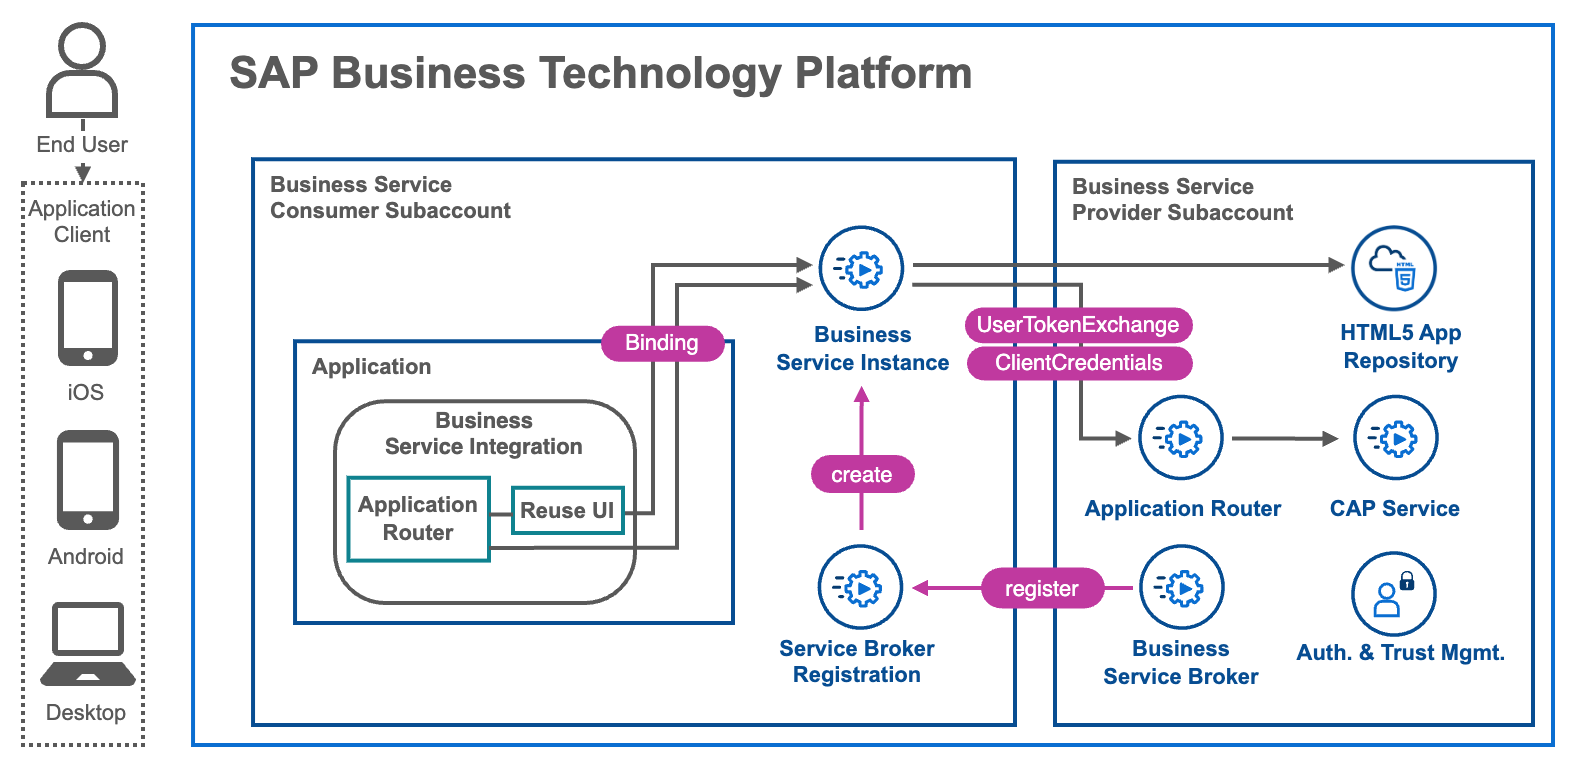 SAP Business Technology Platform
End User
Application
Client
iOS
Android
Desktop
Business Service
Consumer Subaccount
Application
Binding
Business
Service Integration
Application
Router
Reuse UI
Business
Service Instance
create
Service Broker
Registration
Business Service
Provider Subaccount
UserTokenExchange
ClientCredentials
HTML
5
HTML5 App
Repository
Application Router
CAP Service
register
Business
Service Broker
Auth. & Trust Mgmt.